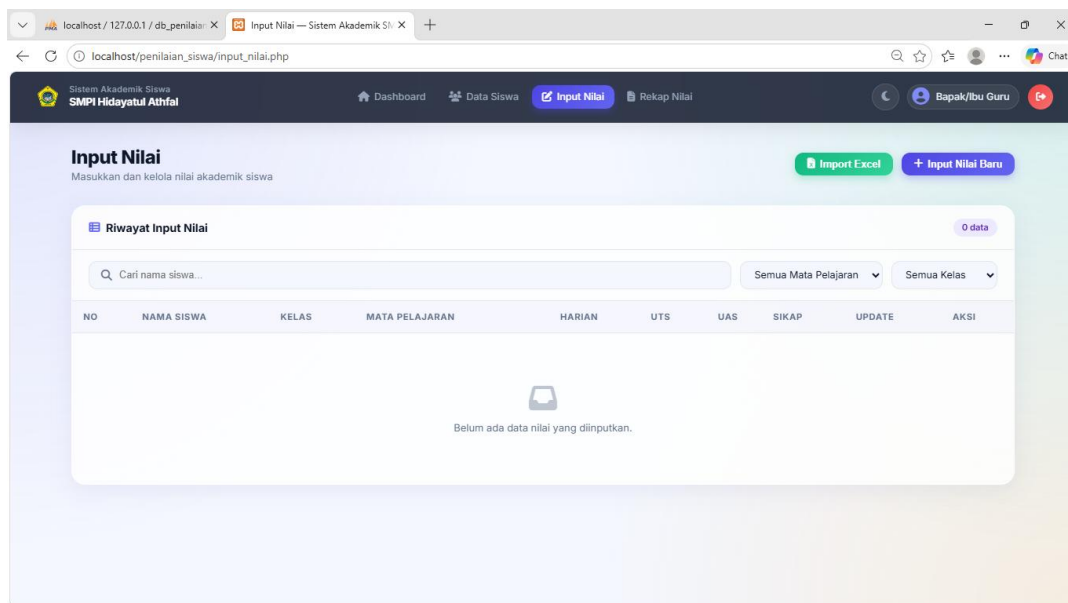 localhost / 127.0.0.1 / db_penilaian
Input Nilai — Sistem Akademik SM
localhost/penilaian_siswa/input_nilai.php
Chat
Sistem Akademik Siswa
SMPI Hidayatul Athfal
Dashboard
Data Siswa
Input Nilai
Rekap Nilai
Bapak/Ibu Guru
Input Nilai
Masukkan dan kelola nilai akademik siswa
Import Excel
+ Input Nilai Baru
Riwayat Input Nilai
0 data
Cari nama siswa...
Semua Mata Pelajaran
Semua Kelas
NO NAMA SISWA KELAS MATA PELAJARAN HARIAN UTS UAS SIKAP UPDATE AKSI
Belum ada data nilai yang diinputkan.